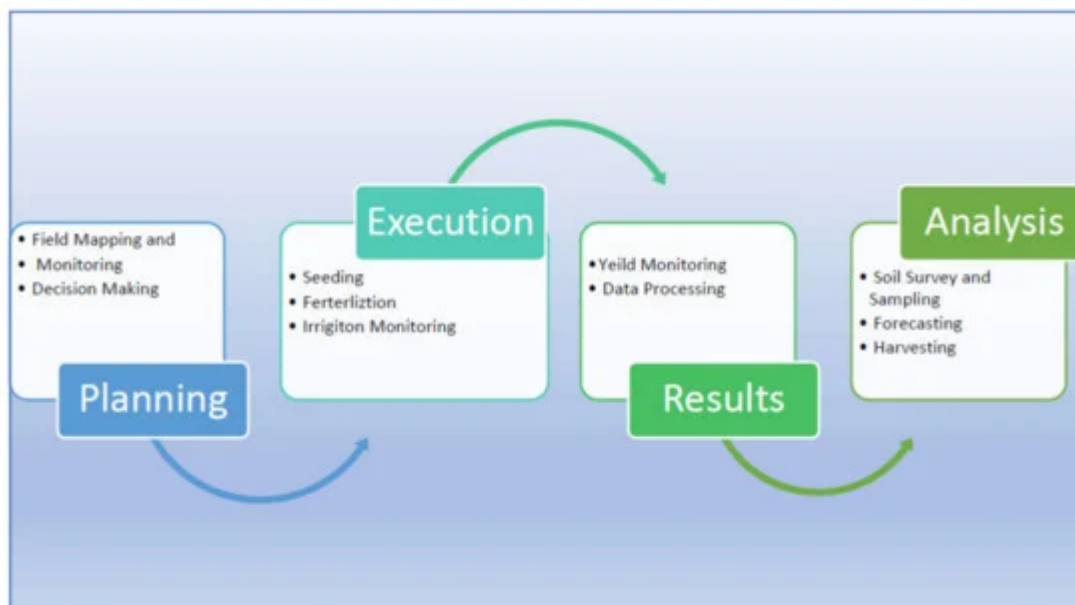 • Field Mapping and
• Monitoring
• Decision Making
Planning
Execution
• Seeding
• Ferterliztion
• Irrigiton Monitoring
•Yeild Monitoring
• Data Processing
Results
Analysis
• Soil Survey and
Sampling
• Forecasting
• Harvesting